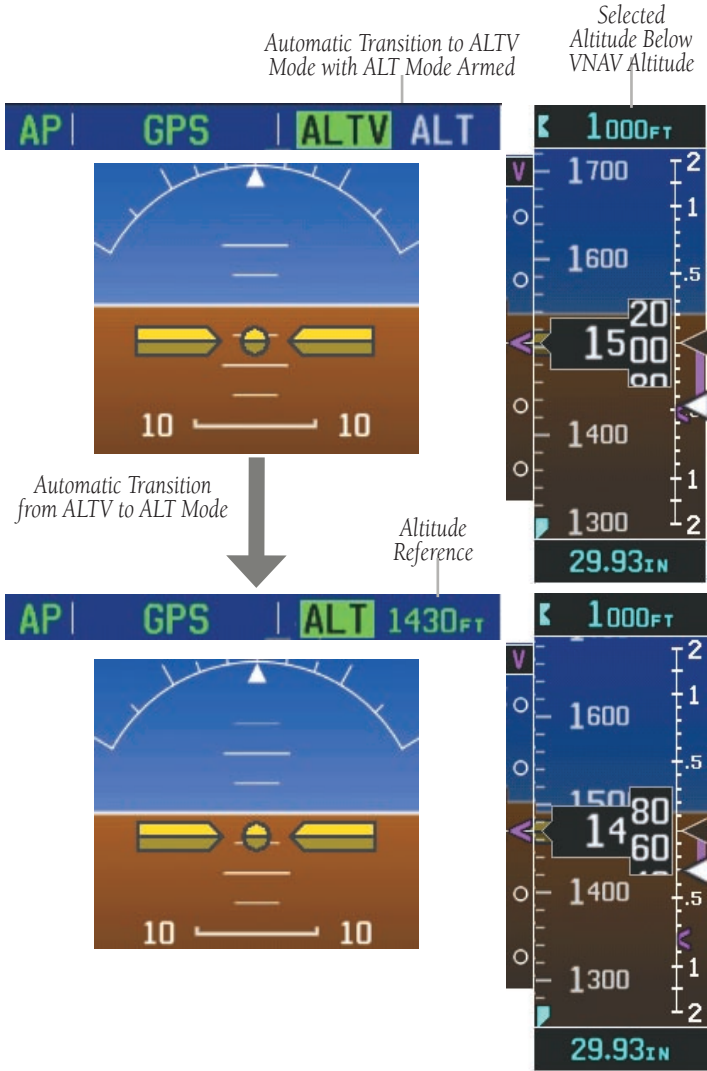 Selected
Altitude Below
VNAV Altitude
Automatic Transition to ALTV
Mode with ALT Mode Armed
AP GPS ALTV ALT
1000FT
V
1700
1600
1500
20
80
1400
1300
2
1
.5
1
2
10 10
29.93IN
Automatic Transition
from ALTV to ALT Mode
Altitude
Reference
AP GPS ALT 1430FT
1000FT
V
1600
1500
80
1460
1400
1300
2
1
.5
.5
1
2
10 10
29.93IN